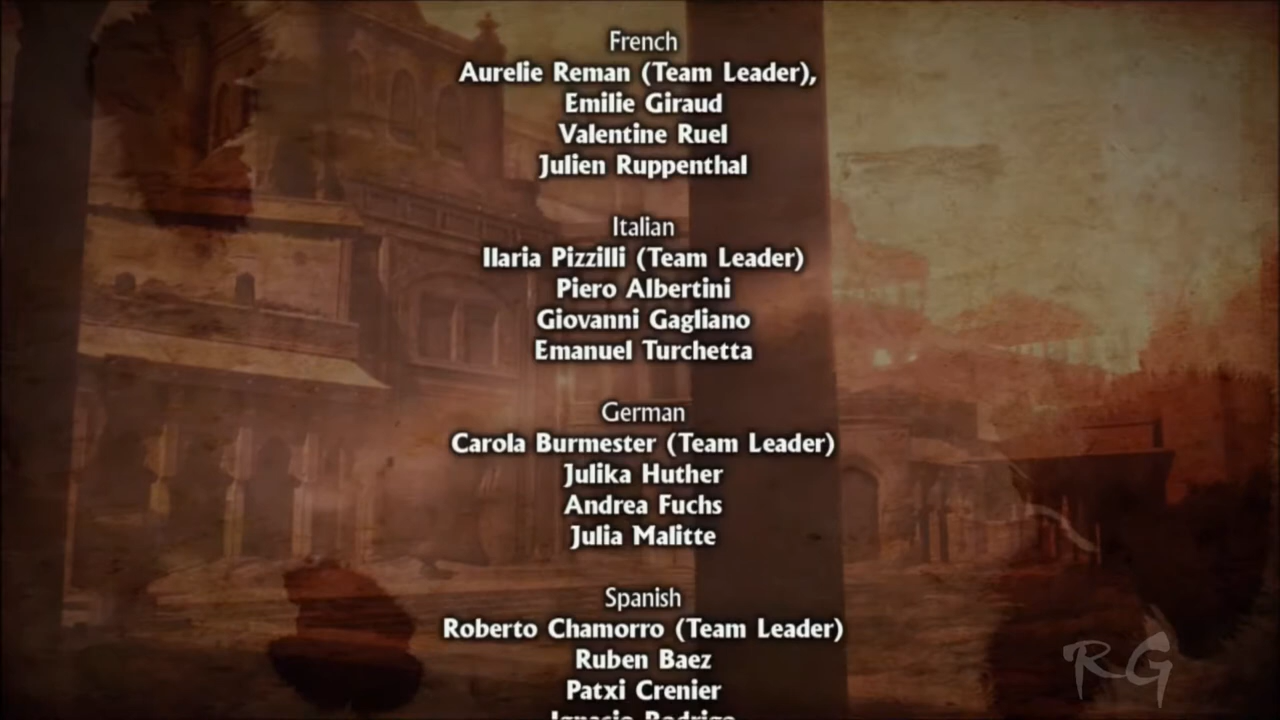 French
Aurelie Reman (Team Leader),
Emilie Giraud
Valentine Ruel
Julien Ruppenthal
Italian
Ilaria Pizzilli (Team Leader)
Piero Albertini
Giovanni Gagliano
Emanuel Turchetta
German
Carola Burmester (Team Leader)
Julika Huther
Andrea Fuchs
Julia Malitte
Spanish
Roberto Chamorro (Team Leader)
Ruben Baez
Patxi Crenier
RG